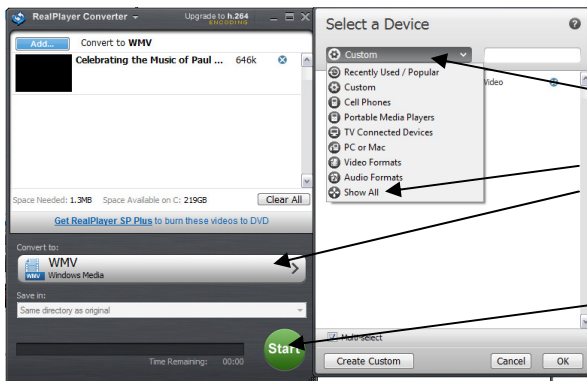 RealPlayer Converter
Upgrade to h.264
ENCODING
Add...
Convert to WMV
Celebrating the Music of Paul ... 646k
Space Needed: 1.3MB Space Available on C: 219GB
Clear All
Get RealPlayer SP Plus to burn these videos to DVD
Convert to:
WMV
WMV
Windows Media
Save in:
Same directory as original
Start
Time Remaining: 00:00
Select a Device
?
Custom
Recently Used / Popular
Custom
Cell Phones
Portable Media Players
TV Connected Devices
PC or Mac
Video Formats
Audio Formats
Show All
Video
Multi-select
Create Custom
Cancel
OK